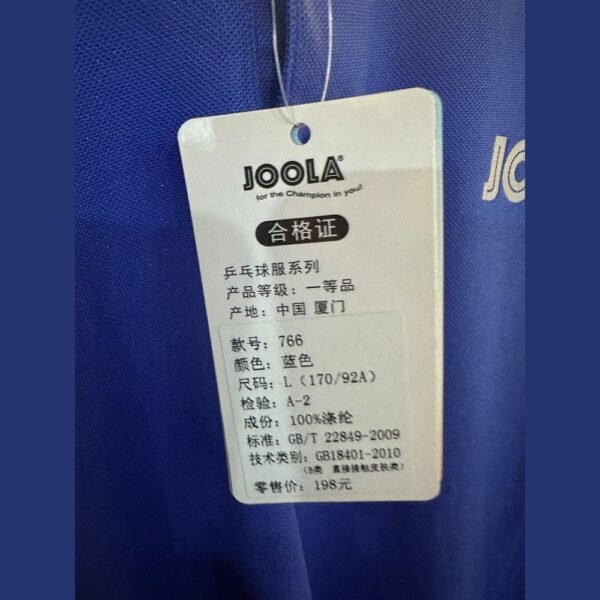 JOOLA®
for the Champion in you!
合格证
乒乓球服系列
产品等级：一等品
产地：中国 厦门
款号：766
颜色：蓝色
尺码：L（170/92A）
检验：A-2
成份：100%涤纶
标准：GB/T 22849-2009
技术类别：GB18401-2010
（B类 直接接触皮肤类）
零售价：198元
JO